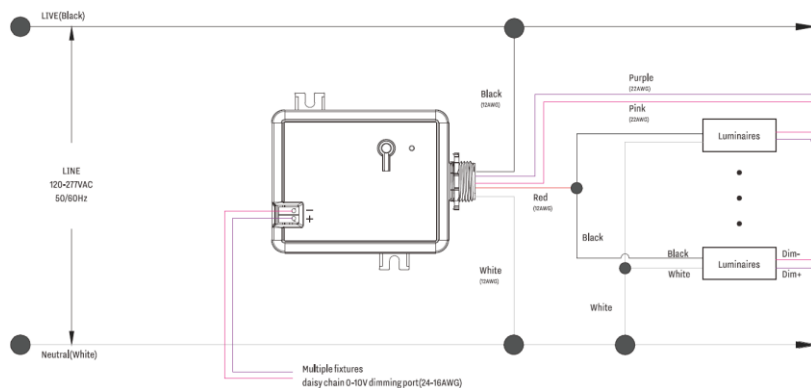 LIVE(Black)
Purple
(22AWG)
Black
(12AWG)
Pink
(22AWG)
Luminaires
LINE
120-277VAC
50/60Hz
−
+
Red
(12AWG)
Black
Black
White
Luminaires
Dim-
Dim+
White
(12AWG)
White
Neutral(White)
Multiple fixtures
daisy chain 0-10V dimming port(24-16AWG)